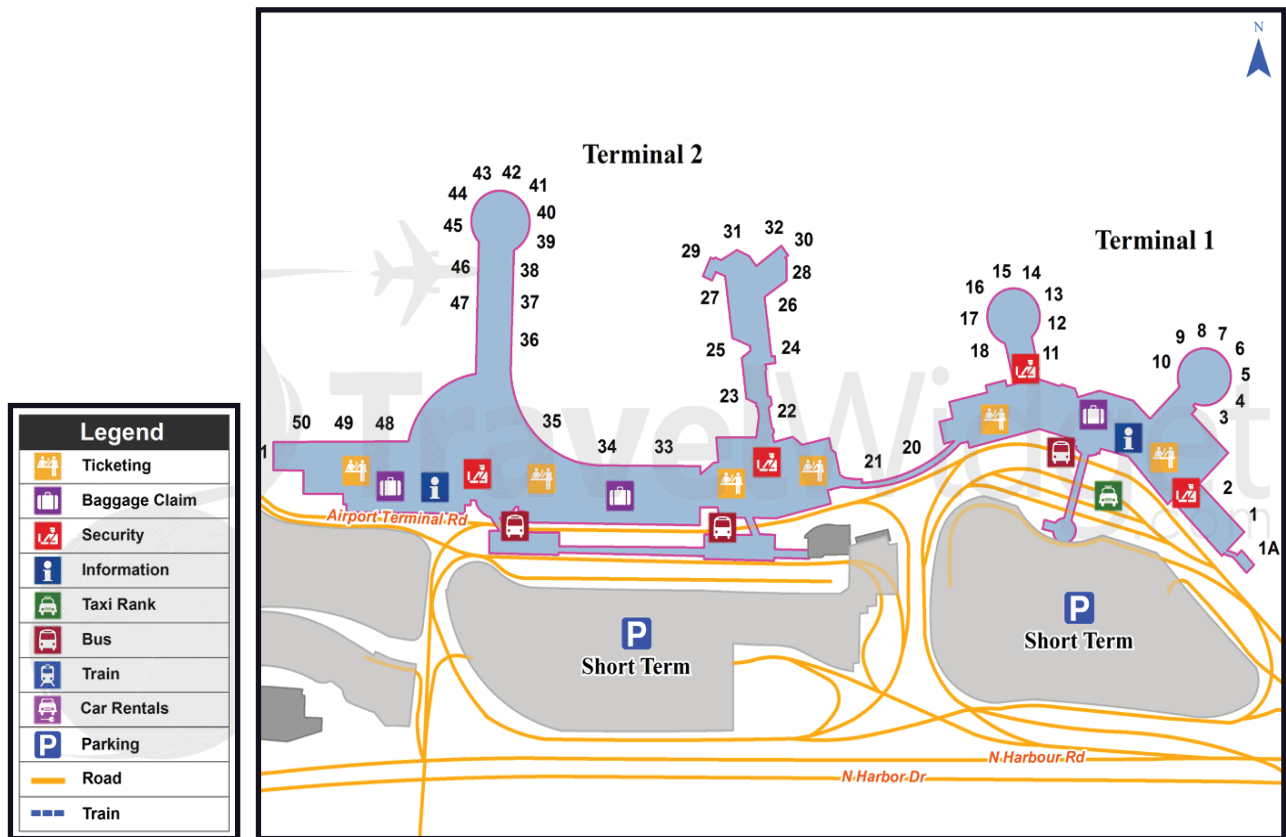 N
Terminal 2
43 42
44 41
45 40
39
46 38
47 37
36
31 32
29 30
28
27 26
25 24
23 22
Terminal 1
15 14
16 13
17 12
18 11
8
9 7
10 6
5
4
3
2
1
1A
50 49 48
35
34 33
21 20
1
TravelWidget
.com
Airport Terminal Rd
P
Short Term
P
Short Term
N Harbour Rd
N Harbor Dr
Legend
Ticketing
Baggage Claim
Security
i Information
Taxi Rank
Bus
Train
Car Rentals
P Parking
Road
Train